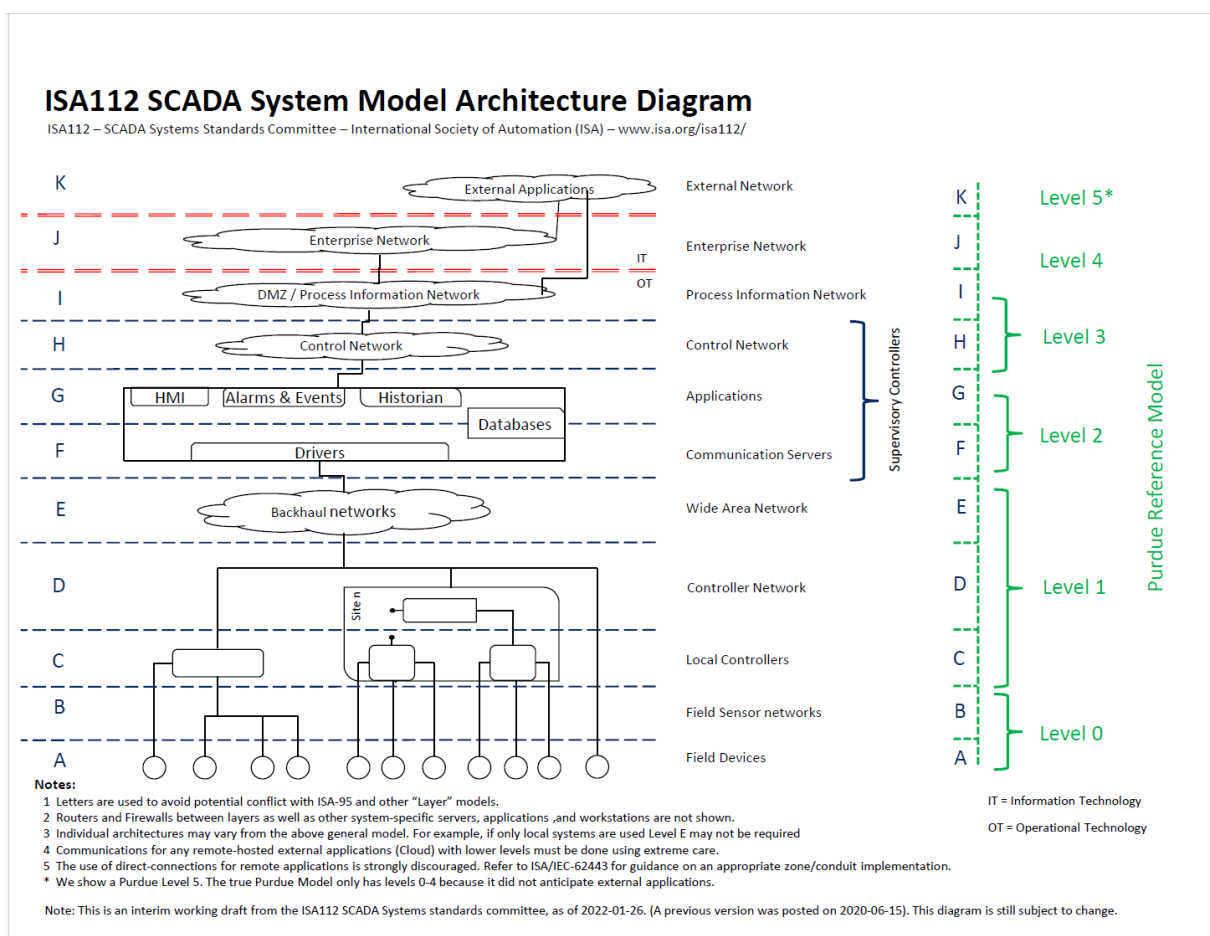 ISA112 SCADA System Model Architecture Diagram
ISA112 – SCADA Systems Standards Committee – International Society of Automation (ISA) – www.isa.org/isa112/
K
External Applications
External Network
K
Level 5*
J
Enterprise Network
Enterprise Network
J
Level 4
IT
OT
I
DMZ / Process Information Network
Process Information Network
I
H
Control Network
Control Network
H
Level 3
G
HMI
Alarms & Events
Historian
Applications
G
Databases
Level 2
F
Drivers
Communication Servers
F
Supervisory Controllers
E
Backhaul networks
Wide Area Network
E
D
Site n
Controller Network
D
Level 1
Purdue Reference Model
C
Local Controllers
C
B
Field Sensor networks
B
Level 0
A
Field Devices
A
Notes:
1 Letters are used to avoid potential conflict with ISA-95 and other “Layer” models.
2 Routers and Firewalls between layers as well as other system-specific servers, applications ,and workstations are not shown.
3 Individual architectures may vary from the above general model. For example, if only local systems are used Level E may not be required
4 Communications for any remote-hosted external applications (Cloud) with lower levels must be done using extreme care.
5 The use of direct-connections for remote applications is strongly discouraged. Refer to ISA/IEC-62443 for guidance on an appropriate zone/conduit implementation.
* We show a Purdue Level 5. The true Purdue Model only has levels 0-4 because it did not anticipate external applications.
IT = Information Technology
OT = Operational Technology
Note: This is an interim working draft from the ISA112 SCADA Systems standards committee, as of 2022-01-26. (A previous version was posted on 2020-06-15). This diagram is still subject to change.